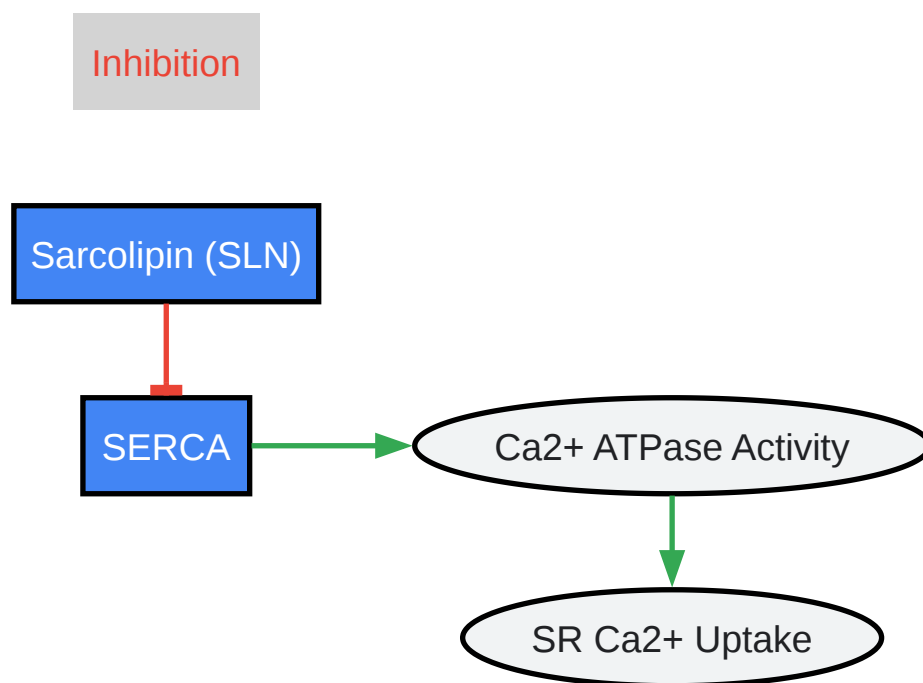 Inhibition
Sarcolipin (SLN)
SERCA
Ca2+ ATPase Activity
SR Ca2+ Uptake